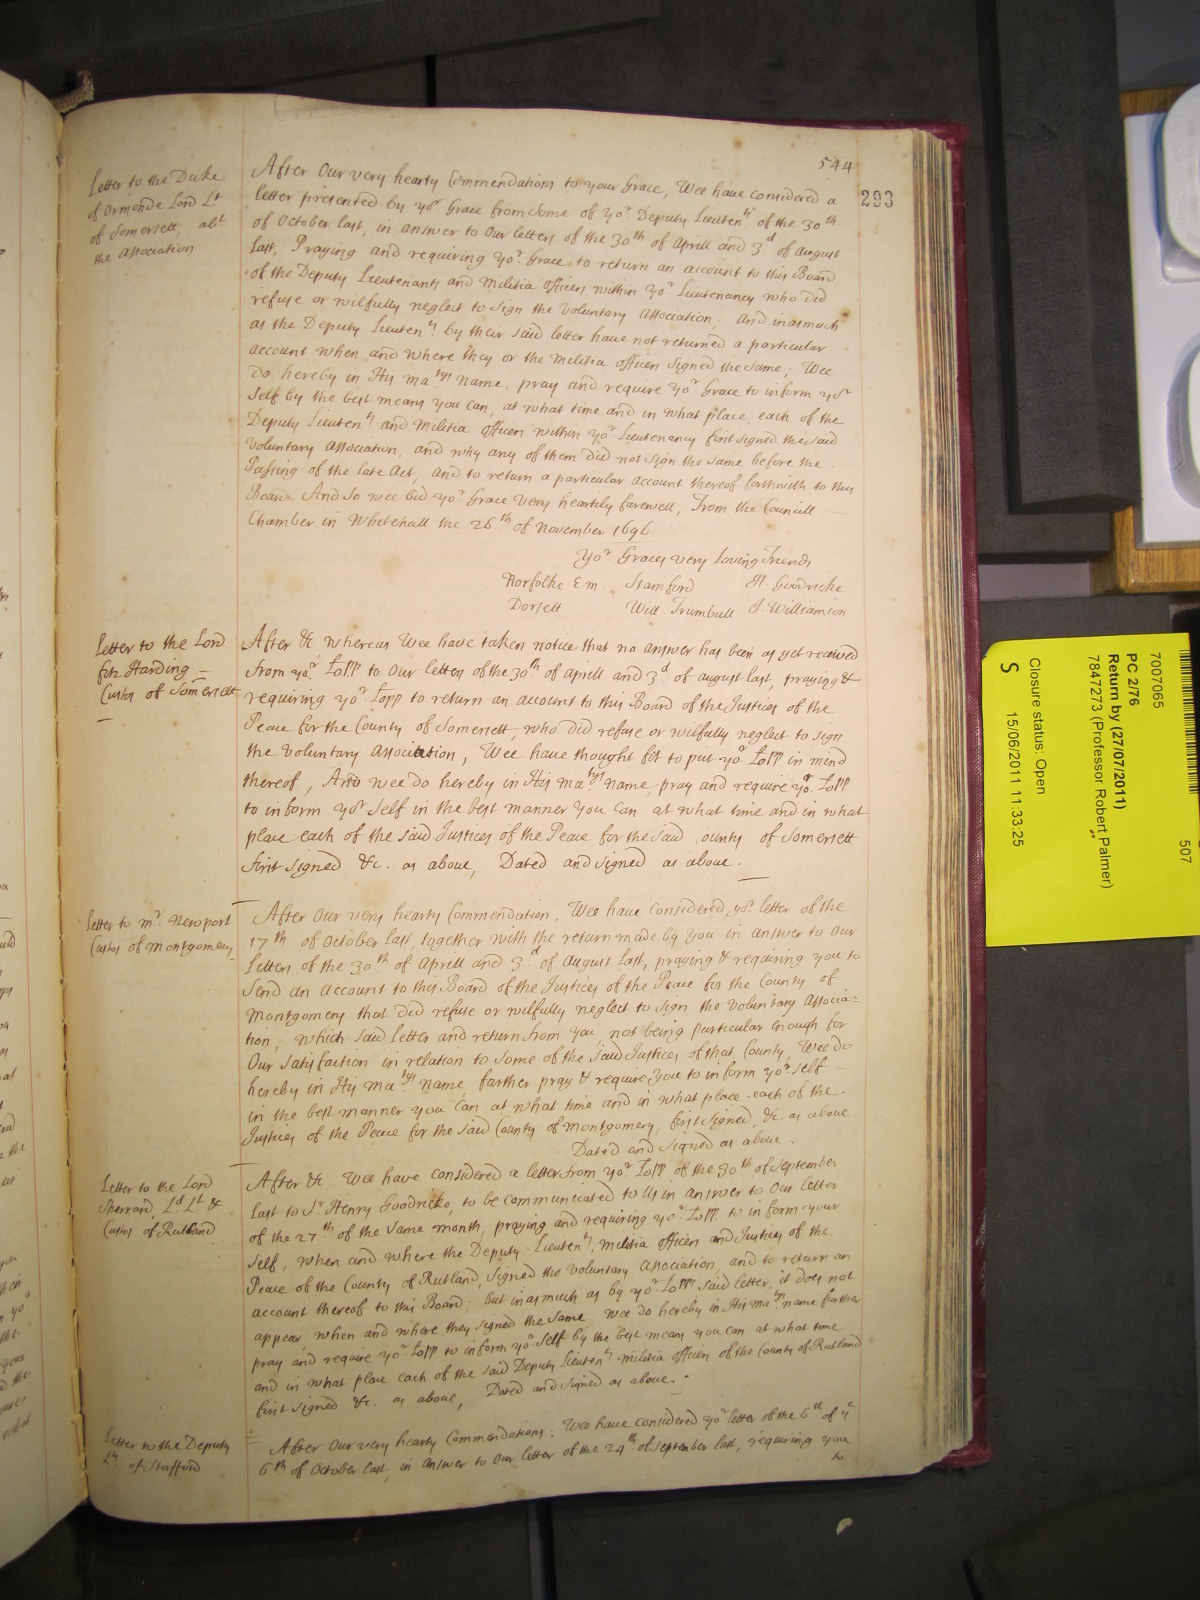 544
293
Letter to the Duke
of Ormonde Lord Lt
of Somersett, abt
the Association
After Our very hearty Commendations to your Grace, Wee have considered a
letter presented by yor Grace from some of yor Deputy Lieutents of the 30th
of October last, in answer to Our letters of the 30th of Aprill and 3d of August
last, Praying and requiring yor Grace to return an account to this Board
of the Deputy Lieutenants and Militia officers within yor Lieutenancy who did
refuse or wilfully neglect to sign the Voluntary Association. And inasmuch
as the Deputy Lieutents by their said letter have not returned a particular
account when and where they or the Militia officers signed the same, Wee
do hereby in His matys name, pray and require yor Grace to inform yor
self by the best means you can, at what time and in what place, each of the
Deputy Lieutents and Militia officers within yor Lieutenancy first signed the said
Voluntary Association, and why any of them did not sign the same before the
Passing of the late Act, and to return a particular account thereof forthwith to this
Board. And so wee bid yor Grace very heartily farewell, From the Councill
Chamber in Whitehall the 26th of November 1696
Yor Graces very Loving Friends
Norfolke E m. Stamford H. Goodricke
Dorsett Will Trumbull J. Williamson
Letter to the Lord
fitz Harding -
Custos of Somersett
After &c whereas Wee have taken notice that no answer has been as yet received
from yor Lopp to Our letters of the 30th of Aprill and 3d of August last, praying &
requiring yor Lopp to return an account to this Board of the Justices of the
Peace for the County of Somersett, who did refuse or wilfully neglect to sign
the Voluntary Association, Wee have thought fit to put yor Lopp in mind
thereof, And wee do hereby in His matys name, pray and require yor Lopp
to inform yor Self in the best manner you can at what time and in what
place each of the said Justices of the Peace for the said ounty of Somersett
first signed &c. as above, Dated and signed as above.
Letter to mr Newport
Custos of Montgomery
After Our very hearty Commendation, Wee have Considered yor letter of the
17th of October last, together with the return made by you in answer to Our
Letters of the 30th of Aprill and 3d of August last, praying & requiring you to
Send an Account to this Board of the Justices of the Peace for the County of
Montgomery that did refuse or wilfully neglect to sign the Voluntary Associa=
tion, which said letter and return from you, not being particular enough for
Our Satisfaction in relation to some of the said Justices of that County, Wee do
hereby in His matys name, further pray & require you to inform yor self
in the best manner you can at what time and in what place each of the
Justices of the Peace for the said County of Montgomery, first signed, &c. as above
Dated and signed as above.
Letter to the Lord
Sherrard, Ld Lt &
Custos of Rutland
After &c. Wee have considered a letter from yor Lopp of the 30th of September
last to Sr Henry Goodricke, to be communicated to Us in answer to Our letter
of the 27th of the same month, praying and requiring yor Lopp to inform your
self, when and where the Deputy Lieutents, Militia officers and Justices of the
Peace of the County of Rutland, signed the Voluntary Association, and to return an
account thereof to this Board; but in as much as by yor Lopps said letter, it does not
appear, when and where they signed the same, wee do hereby in His matys name further
pray and require yor Lopp to inform yor self by the best means you can at what time
and in what place each of the said Deputy Lieutents Militia officers of the County of Rutland
first signed &c. as above, Dated and signed as above.
Letter to the Deputy
Lts of Stafford
After Our very hearty Commendations. Wee have considered yor letter of the 6th of ye
6th of October last, in answer to Our letter of the 24th of September last, requiring you
to
7007065
PC 2/76
Return by (27/07/2011)
7847273 (Professor Robert Palmer)
507
Closure status: Open
15/06/2011 11:33:25
S